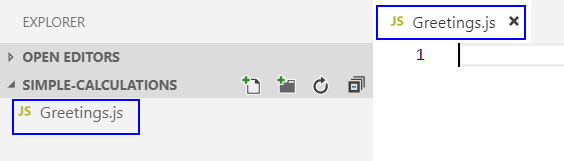 EXPLORER
OPEN EDITORS
SIMPLE-CALCULATIONS
JS Greetings.js
JS Greetings.js
1